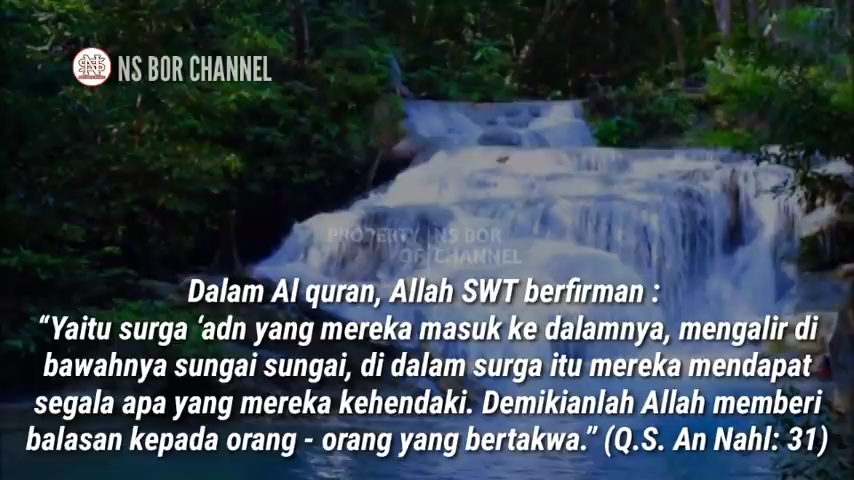 NS BOR CHANNEL
PROPERTY OF NS BOR CHANNEL
Dalam Al quran, Allah SWT berfirman :
“Yaitu surga ‘adn yang mereka masuk ke dalamnya, mengalir di
bawahnya sungai sungai, di dalam surga itu mereka mendapat
segala apa yang mereka kehendaki. Demikianlah Allah memberi
balasan kepada orang - orang yang bertakwa.” (Q.S. An Nahl: 31)